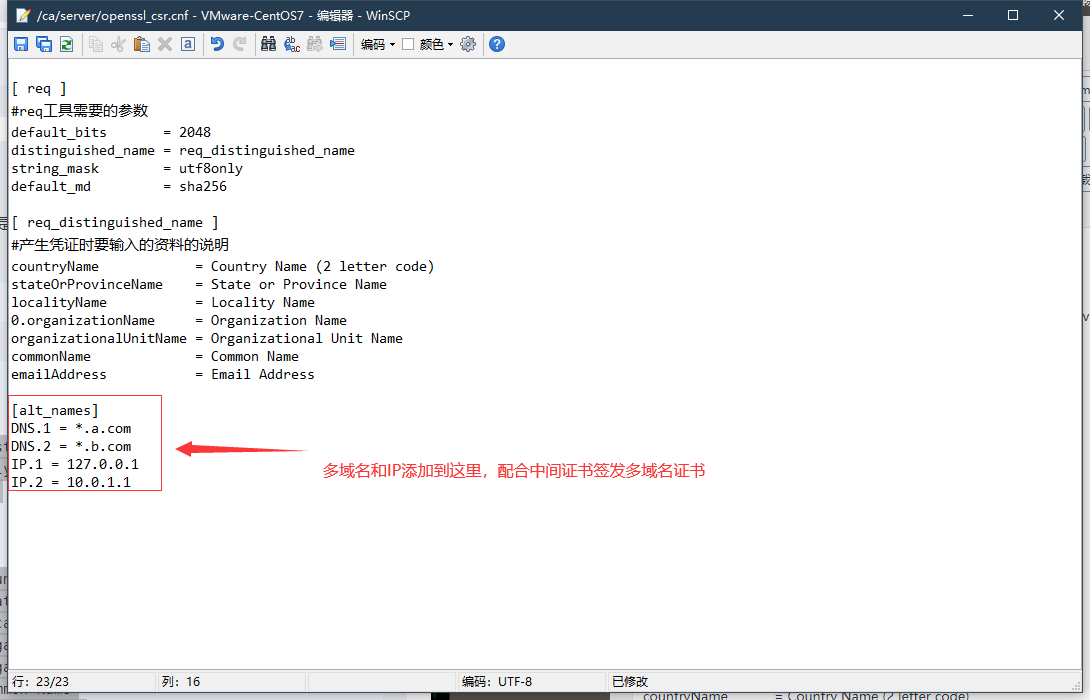 /ca/server/openssl_csr.cnf - VMware-CentOS7 - 编辑器 - WinSCP
编码 颜色
[ req ]
#req工具需要的参数
default_bits = 2048
distinguished_name = req_distinguished_name
string_mask = utf8only
default_md = sha256
[ req_distinguished_name ]
#产生凭证时要输入的资料的说明
countryName = Country Name (2 letter code)
stateOrProvinceName = State or Province Name
localityName = Locality Name
0.organizationName = Organization Name
organizationalUnitName = Organizational Unit Name
commonName = Common Name
emailAddress = Email Address
[alt_names]
DNS.1 = *.a.com
DNS.2 = *.b.com
IP.1 = 127.0.0.1
IP.2 = 10.0.1.1
多域名和IP添加到这里，配合中间证书签发多域名证书
行: 23/23 列: 16 编码: UTF-8 已修改
countryName = Country Name (2 letter code)